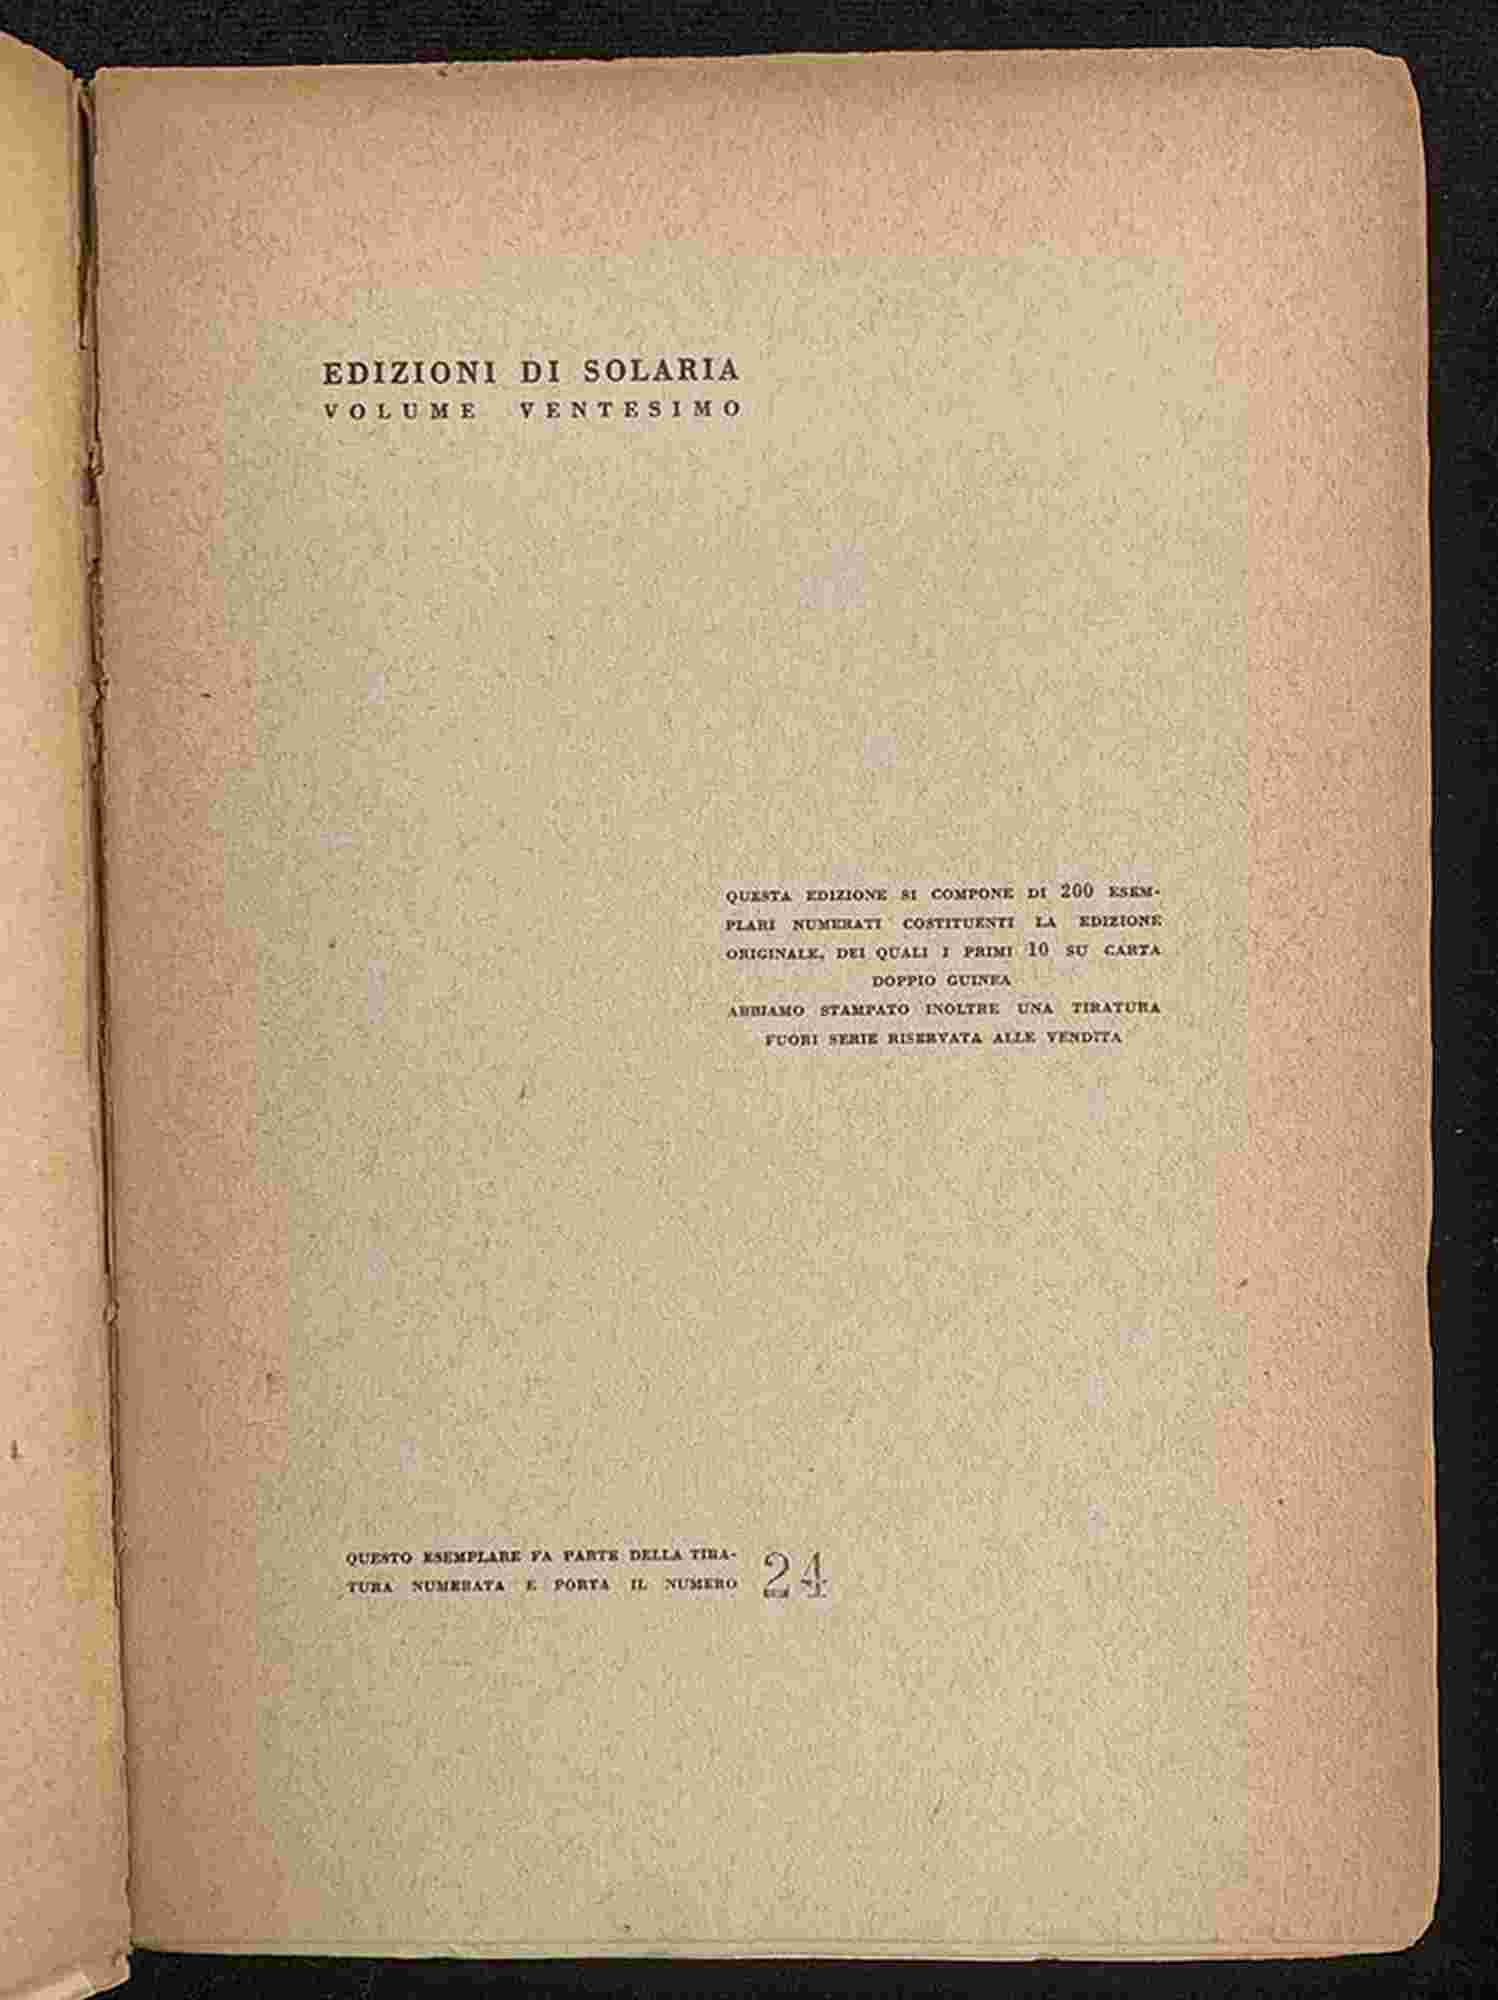 EDIZIONI DI SOLARIA
VOLUME VENTESIMO
QUESTA EDIZIONE SI COMPONE DI 200 ESEM-
PLARI NUMERATI COSTITUENTI LA EDIZIONE
ORIGINALE, DEI QUALI I PRIMI 10 SU CARTA
DOPPIO GUINEA
ABBIAMO STAMPATO INOLTRE UNA TIRATURA
FUORI SERIE RISERVATA ALLE VENDITA
QUESTO ESEMPLARE FA PARTE DELLA TIRA-
TURA NUMERATA E PORTA IL NUMERO 24